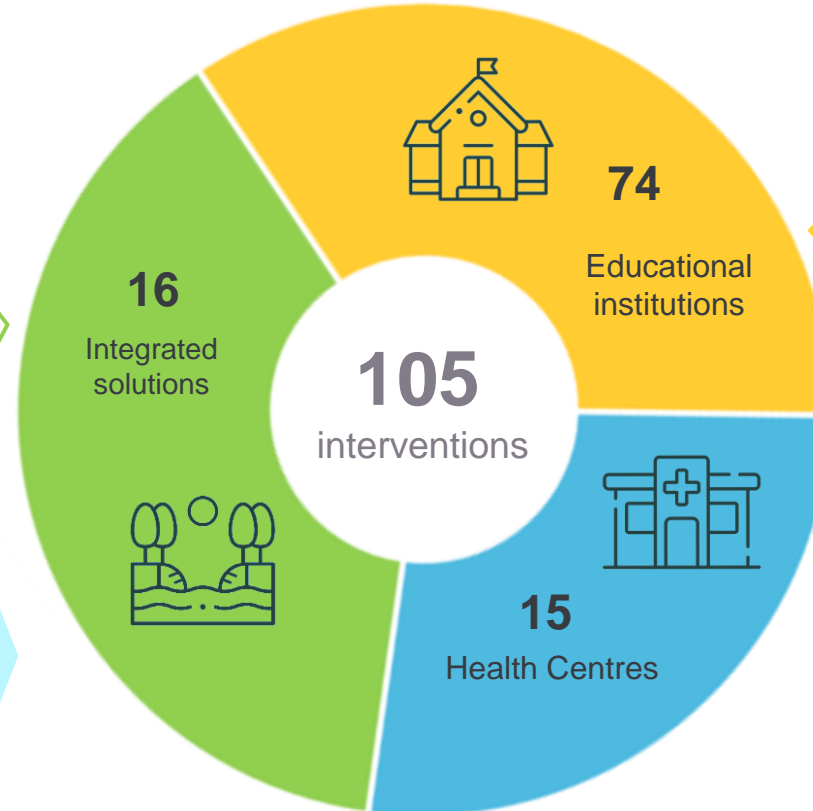 74
Educational
institutions
16
Integrated
solutions
105
interventions
15
Health Centres